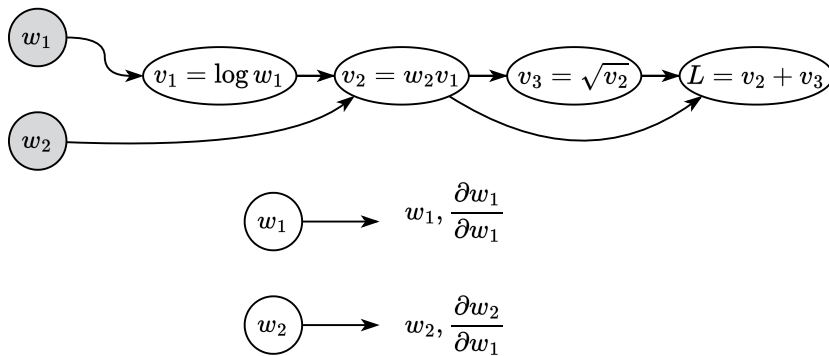 w₁
v₁ = log w₁
v₂ = w₂v₁
v₃ = √v₂
L = v₂ + v₃
w₂
w₁
w₁, ∂w₁/∂w₁
w₂
w₂, ∂w₂/∂w₁